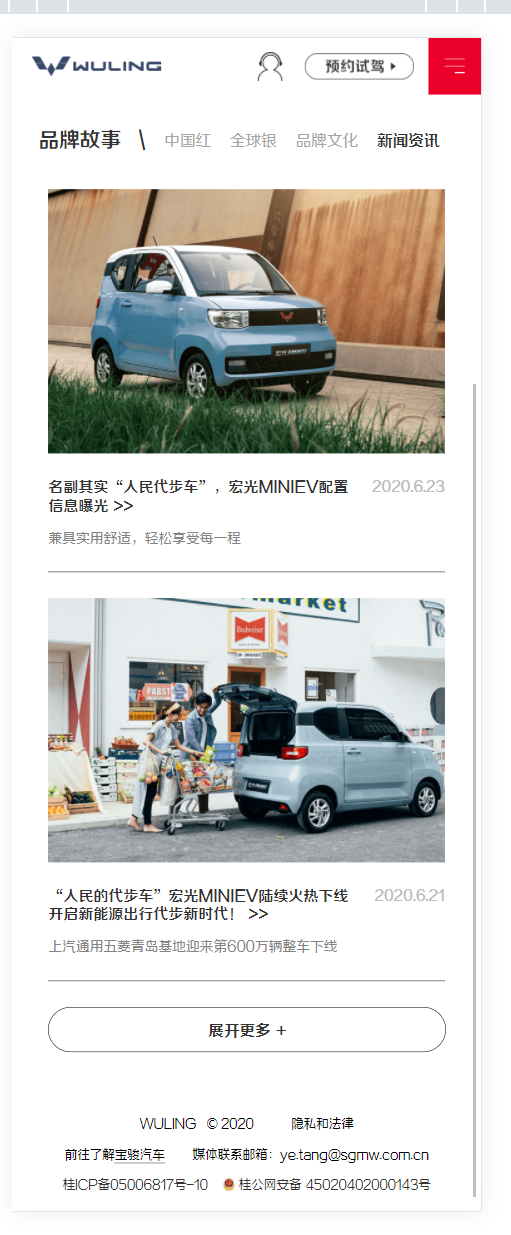 WULING
预约试驾
品牌故事 \ 中国红 全球银 品牌文化 新闻资讯
名副其实“人民代步车”，宏光MINIEV配置 2020.6.23
信息曝光 >>
兼具实用舒适，轻松享受每一程
market
Budweiser
PABST
“人民的代步车”宏光MINIEV陆续火热下线 2020.6.21
开启新能源出行代步新时代！ >>
上汽通用五菱青岛基地迎来第600万辆整车下线
展开更多 +
WULING © 2020 隐私和法律
前往了解宝骏汽车 媒体联系邮箱：ye.tang@sgmw.com.cn
桂ICP备05006817号-10 桂公网安备 45020402000143号